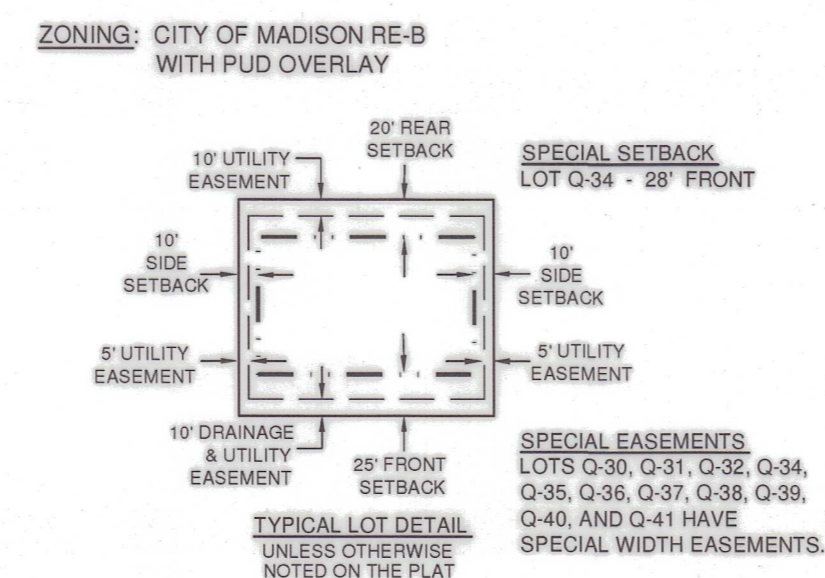 ZONING: CITY OF MADISON RE-B
WITH PUD OVERLAY
20' REAR
SETBACK
10' UTILITY
EASEMENT
SPECIAL SETBACK
LOT Q-34 - 28' FRONT
10'
SIDE
SETBACK
10'
SIDE
SETBACK
5' UTILITY
EASEMENT
5' UTILITY
EASEMENT
10' DRAINAGE
& UTILITY
EASEMENT
25' FRONT
SETBACK
SPECIAL EASEMENTS
LOTS Q-30, Q-31, Q-32, Q-34,
Q-35, Q-36, Q-37, Q-38, Q-39,
Q-40, AND Q-41 HAVE
SPECIAL WIDTH EASEMENTS.
TYPICAL LOT DETAIL
UNLESS OTHERWISE
NOTED ON THE PLAT